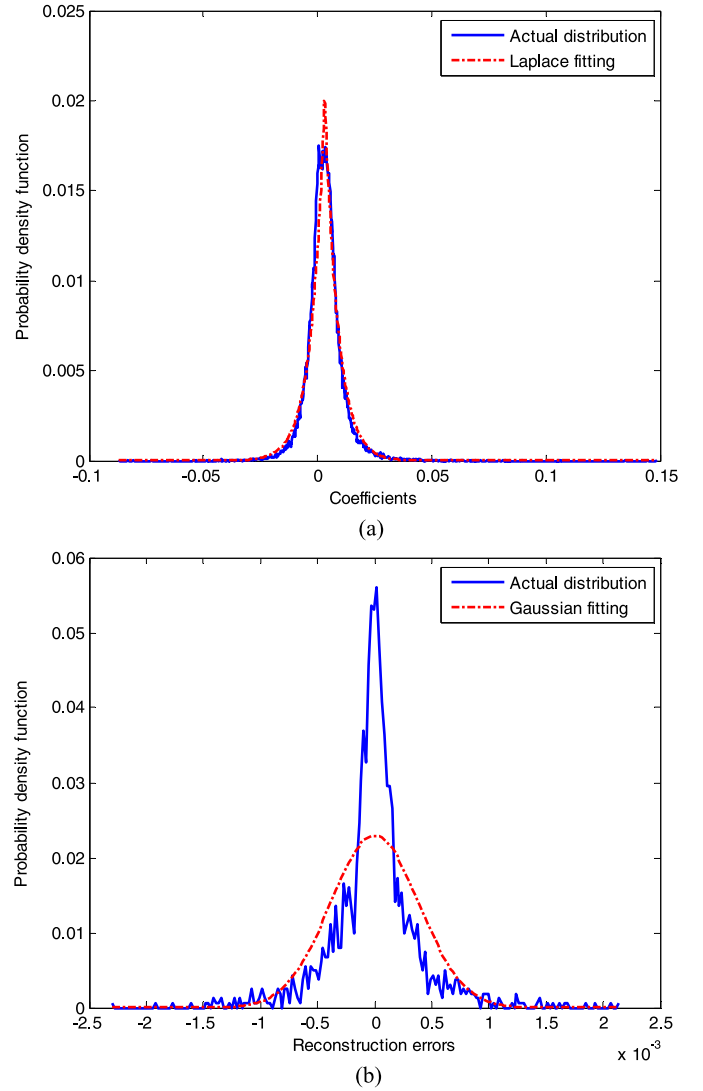 Actual distribution
Laplace fitting
0.025
0.02
0.015
0.01
0.005
0
Probability density function
-0.1
-0.05
0
0.05
0.1
0.15
Coefficients
(a)
Actual distribution
Gaussian fitting
0.06
0.05
0.04
0.03
0.02
0.01
0
Probability density function
-2.5
-2
-1.5
-1
-0.5
0
0.5
1
1.5
2
2.5
Reconstruction errors
x 10-3
(b)